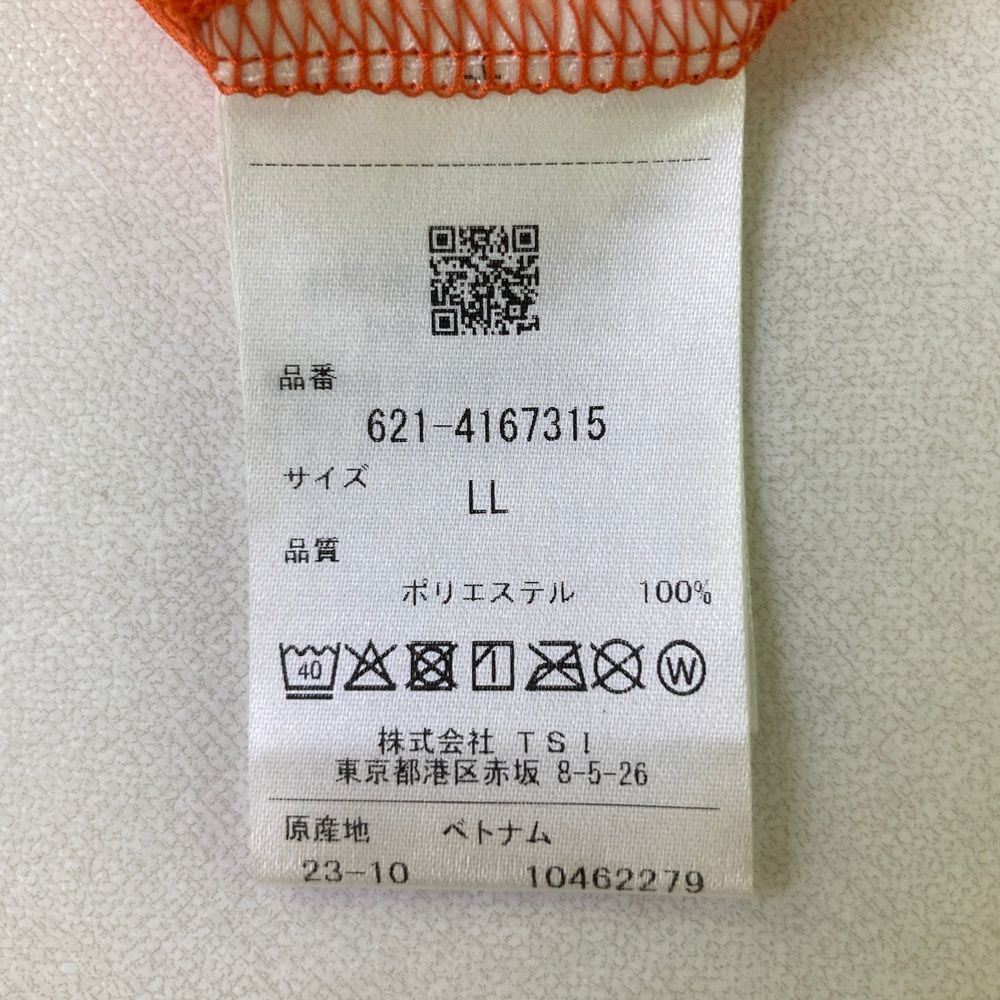 品番
621-4167315
サイズ
LL
品質
ポリエステル 100%
40 W
株式会社 TSI
東京都港区赤坂 8-5-26
原産地 ベトナム
23-10 10462279